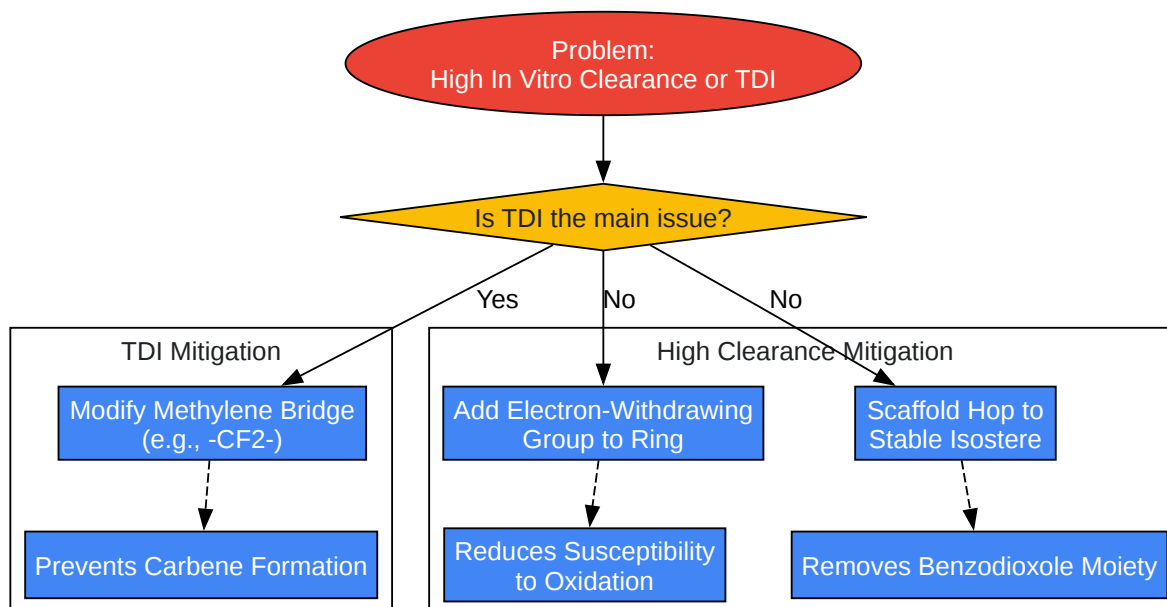 Problem:
High In Vitro Clearance or TDI
Is TDI the main issue?
Yes
No
No
TDI Mitigation
High Clearance Mitigation
Modify Methylene Bridge
(e.g., -CF2-)
Add Electron-Withdrawing
Group to Ring
Scaffold Hop to
Stable Isostere
Prevents Carbene Formation
Reduces Susceptibility
to Oxidation
Removes Benzodioxole Moiety